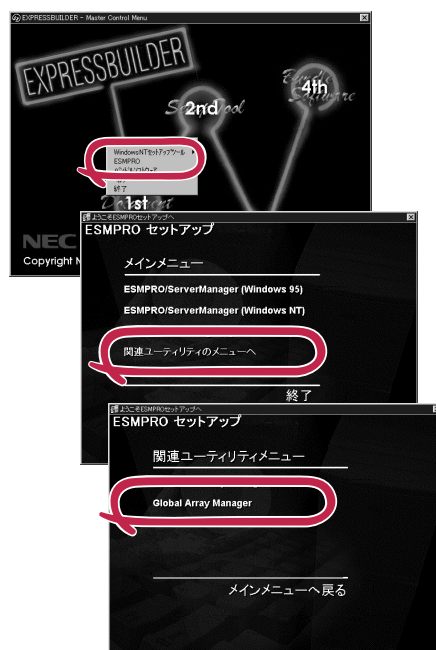 EXPRESSBUILDER - Master Control Menu
EXPRESSBUILDER
4th
2nd
WindowsNTセットアップツール
ESMPRO
終了
1st
NEC
Copyright
ようこそESMPROセットアップへ
ESMPRO セットアップ
メインメニュー
ESMPRO/ServerManager (Windows 95)
ESMPRO/ServerManager (Windows NT)
関連ユーティリティのメニューへ
終了
ようこそESMPROセットアップへ
ESMPRO セットアップ
関連ユーティリティメニュー
Global Array Manager
メインメニューへ戻る